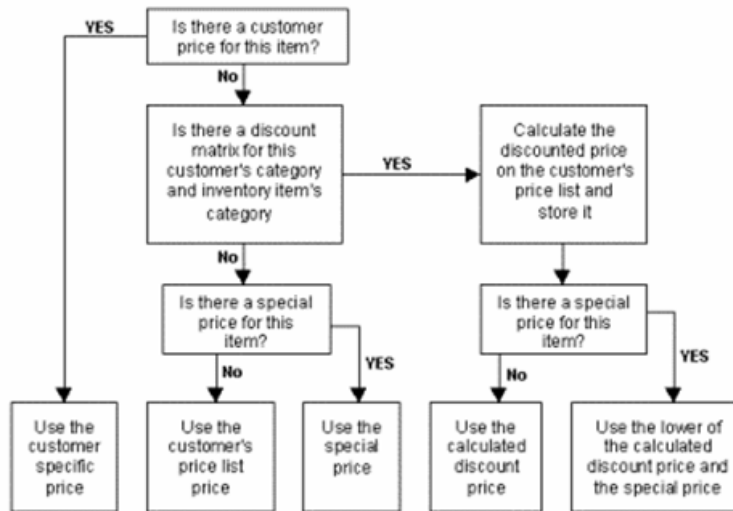 YES
Is there a customer
price for this item?
No
Is there a discount
matrix for this
customer's category
and inventory item's
category
YES
Calculate the
discounted price
on the customer's
price list and
store it
No
Is there a special
price for this
item?
Is there a special
price for this
item?
No
YES
No
YES
Use the
customer
specific
price
Use the
customer's
price list
price
Use the
special
price
Use the
calculated
discount
price
Use the lower of
the calculated
discount price and
the special price